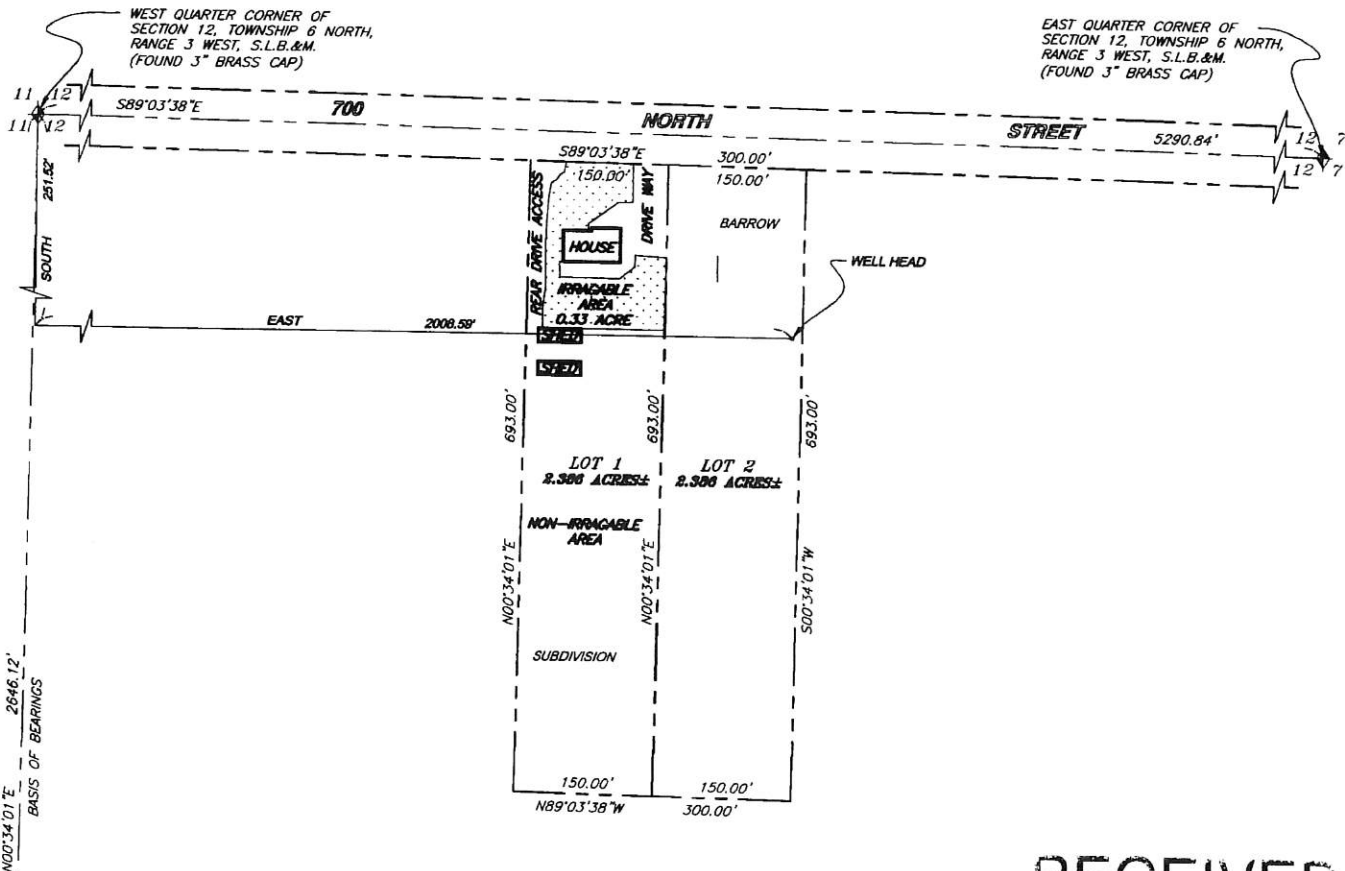 WEST QUARTER CORNER OF
SECTION 12, TOWNSHIP 6 NORTH,
RANGE 3 WEST, S.L.B.&M.
(FOUND 3" BRASS CAP)
EAST QUARTER CORNER OF
SECTION 12, TOWNSHIP 6 NORTH,
RANGE 3 WEST, S.L.B.&M.
(FOUND 3" BRASS CAP)
11 12
11 12
S89°03'38"E
700
NORTH
STREET
5290.84'
12 7
12 7
S89°03'38"E
300.00'
150.00'
150.00'
SOUTH 251.52'
REAR DRIVE ACCESS
DRIVE WAY
BARROW
HOUSE
WELL HEAD
IRRAGABLE
AREA
0.33 ACRE
EAST
2008.59'
SHED
SHED
693.00'
693.00'
693.00'
LOT 1
2.386 ACRES±
LOT 2
2.386 ACRES±
NON-IRRAGABLE
AREA
N00°34'01"E
N00°34'01"E
S00°34'01"W
SUBDIVISION
N00°34'01"E 2646.12'
BASIS OF BEARINGS
150.00'
150.00'
N89°03'38"W
300.00'
RECEIVED